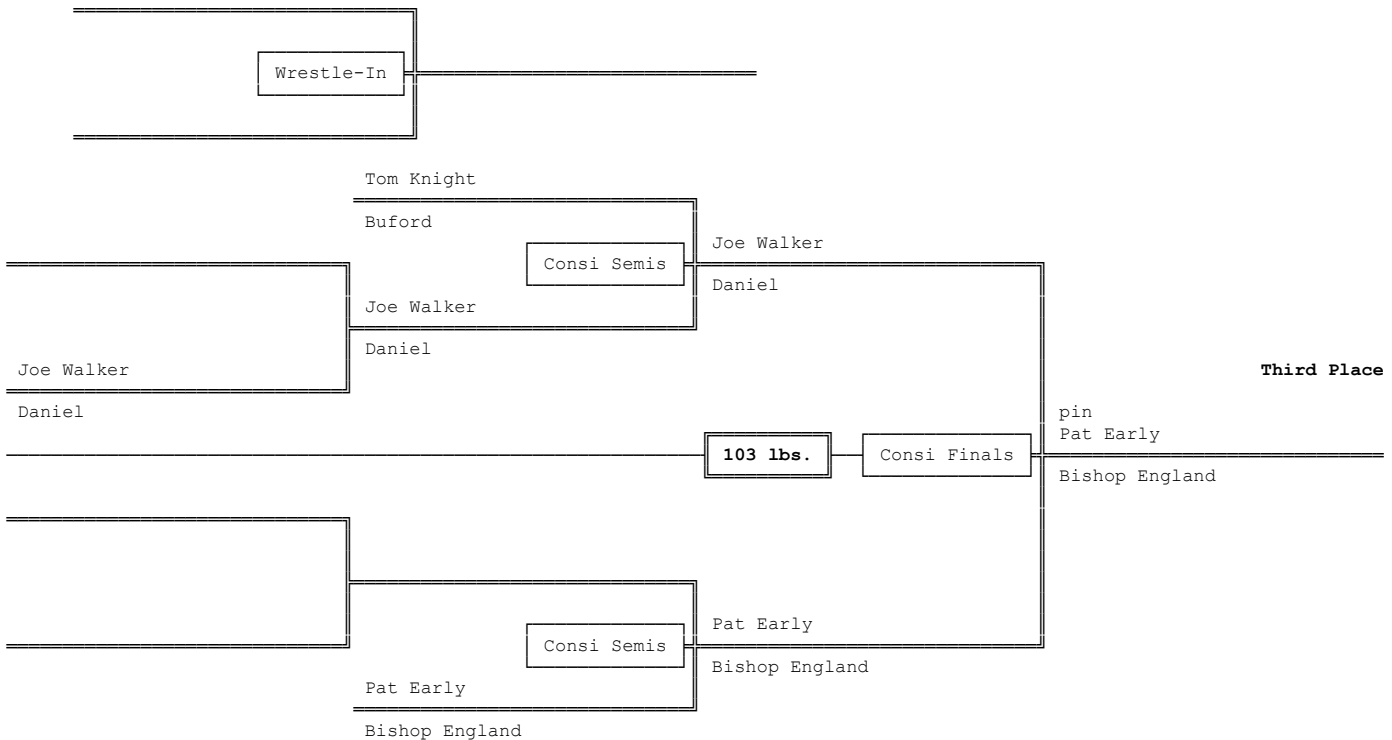 Wrestle-In
Tom Knight
Buford
Consi Semis
Joe Walker
Daniel
Joe Walker
Daniel
Joe Walker
Daniel
Third Place
103 lbs.
Consi Finals
pin
Pat Early
Bishop England
Consi Semis
Pat Early
Bishop England
Pat Early
Bishop England